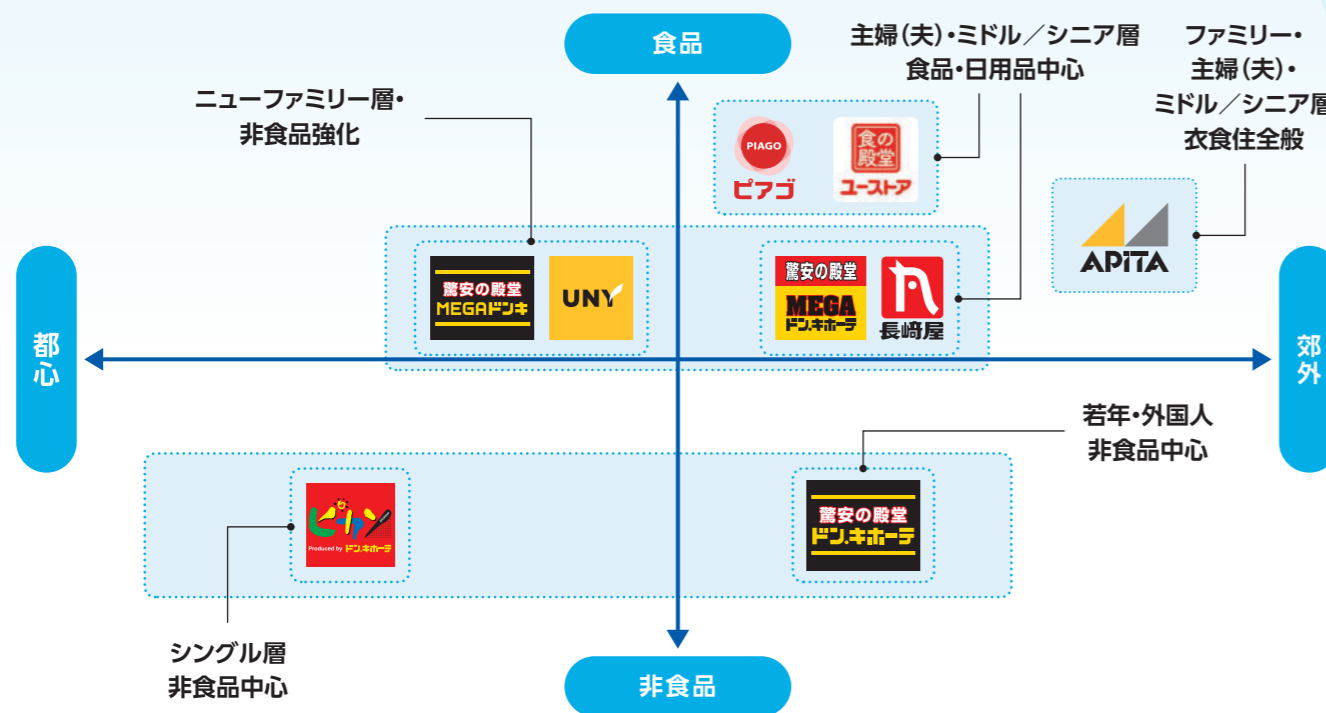 食品
主婦(夫)・ミドル／シニア層
食品・日用品中心
ファミリー・
主婦(夫)・
ミドル／シニア層
衣食住全般
ニューファミリー層・
非食品強化
PIAGO
ピアゴ
食の
殿堂
ユーストア
APiTA
驚安の殿堂
MEGAドンキ
UNY
驚安の殿堂
MEGA
ドン.キホーテ
長崎屋
都心
郊外
若年・外国人
非食品中心
ピカソ
Produced by ドン.キホーテ
驚安の殿堂
ドン.キホーテ
シングル層
非食品中心
非食品